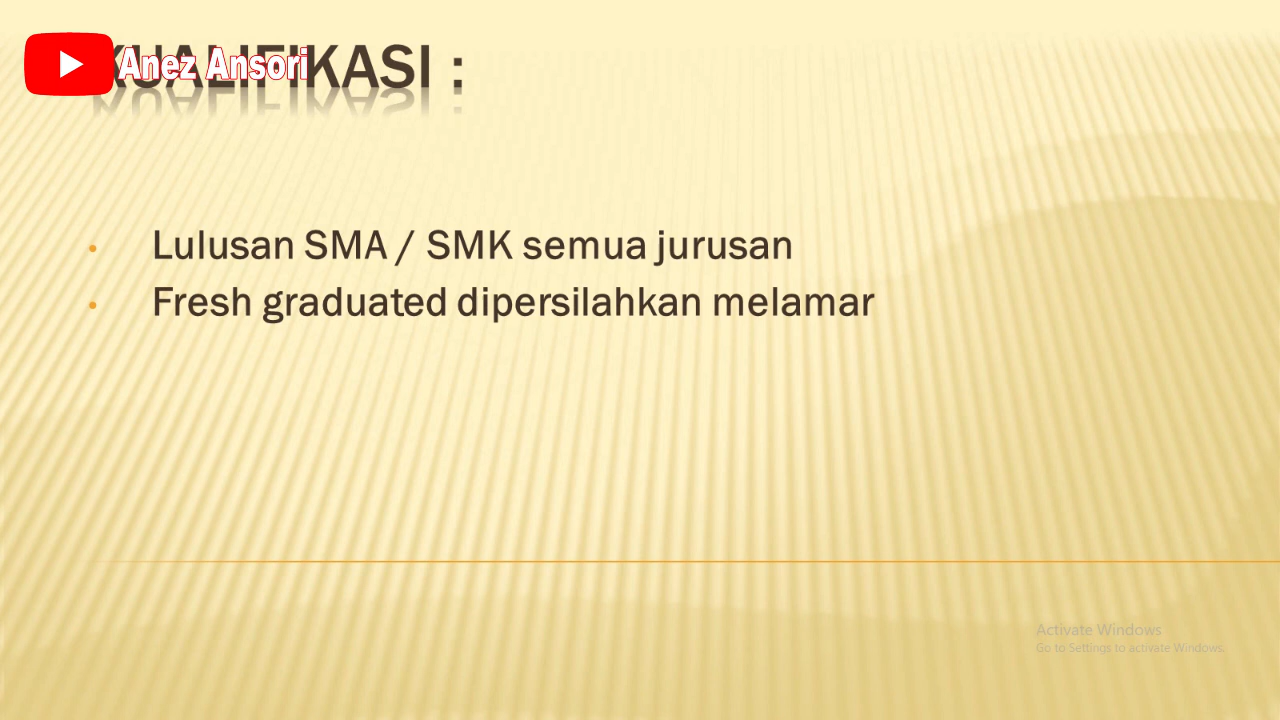 KUALIFIKASI :
Anez Ansori
• Lulusan SMA / SMK semua jurusan
• Fresh graduated dipersilahkan melamar
Activate Windows
Go to Settings to activate Windows.